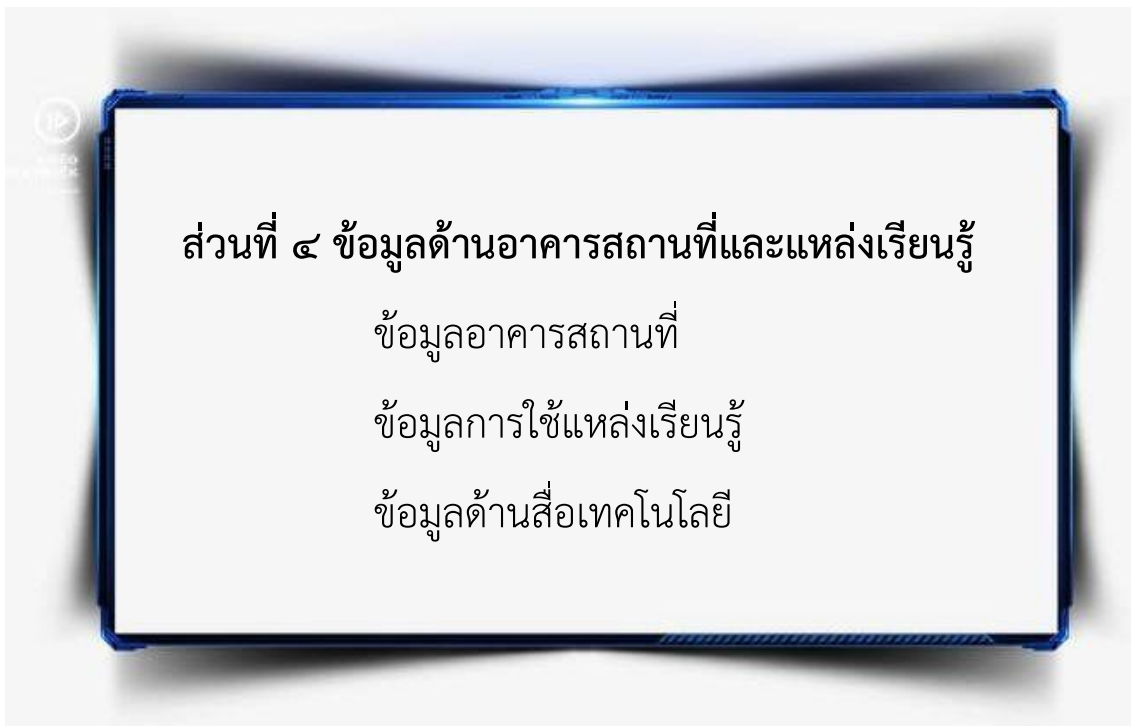 ส่วนที่ ๔ ข้อมูลด้านอาคารสถานที่และแหล่งเรียนรู้
ข้อมูลอาคารสถานที่
ข้อมูลการใช้แหล่งเรียนรู้
ข้อมูลด้านสื่อเทคโนโลยี